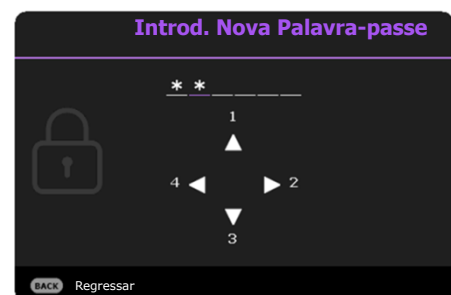 Introd. Nova Palavra-passe
* * _ _ _ _
1
4 ◀ ▶ 2
3
BACK Regressar